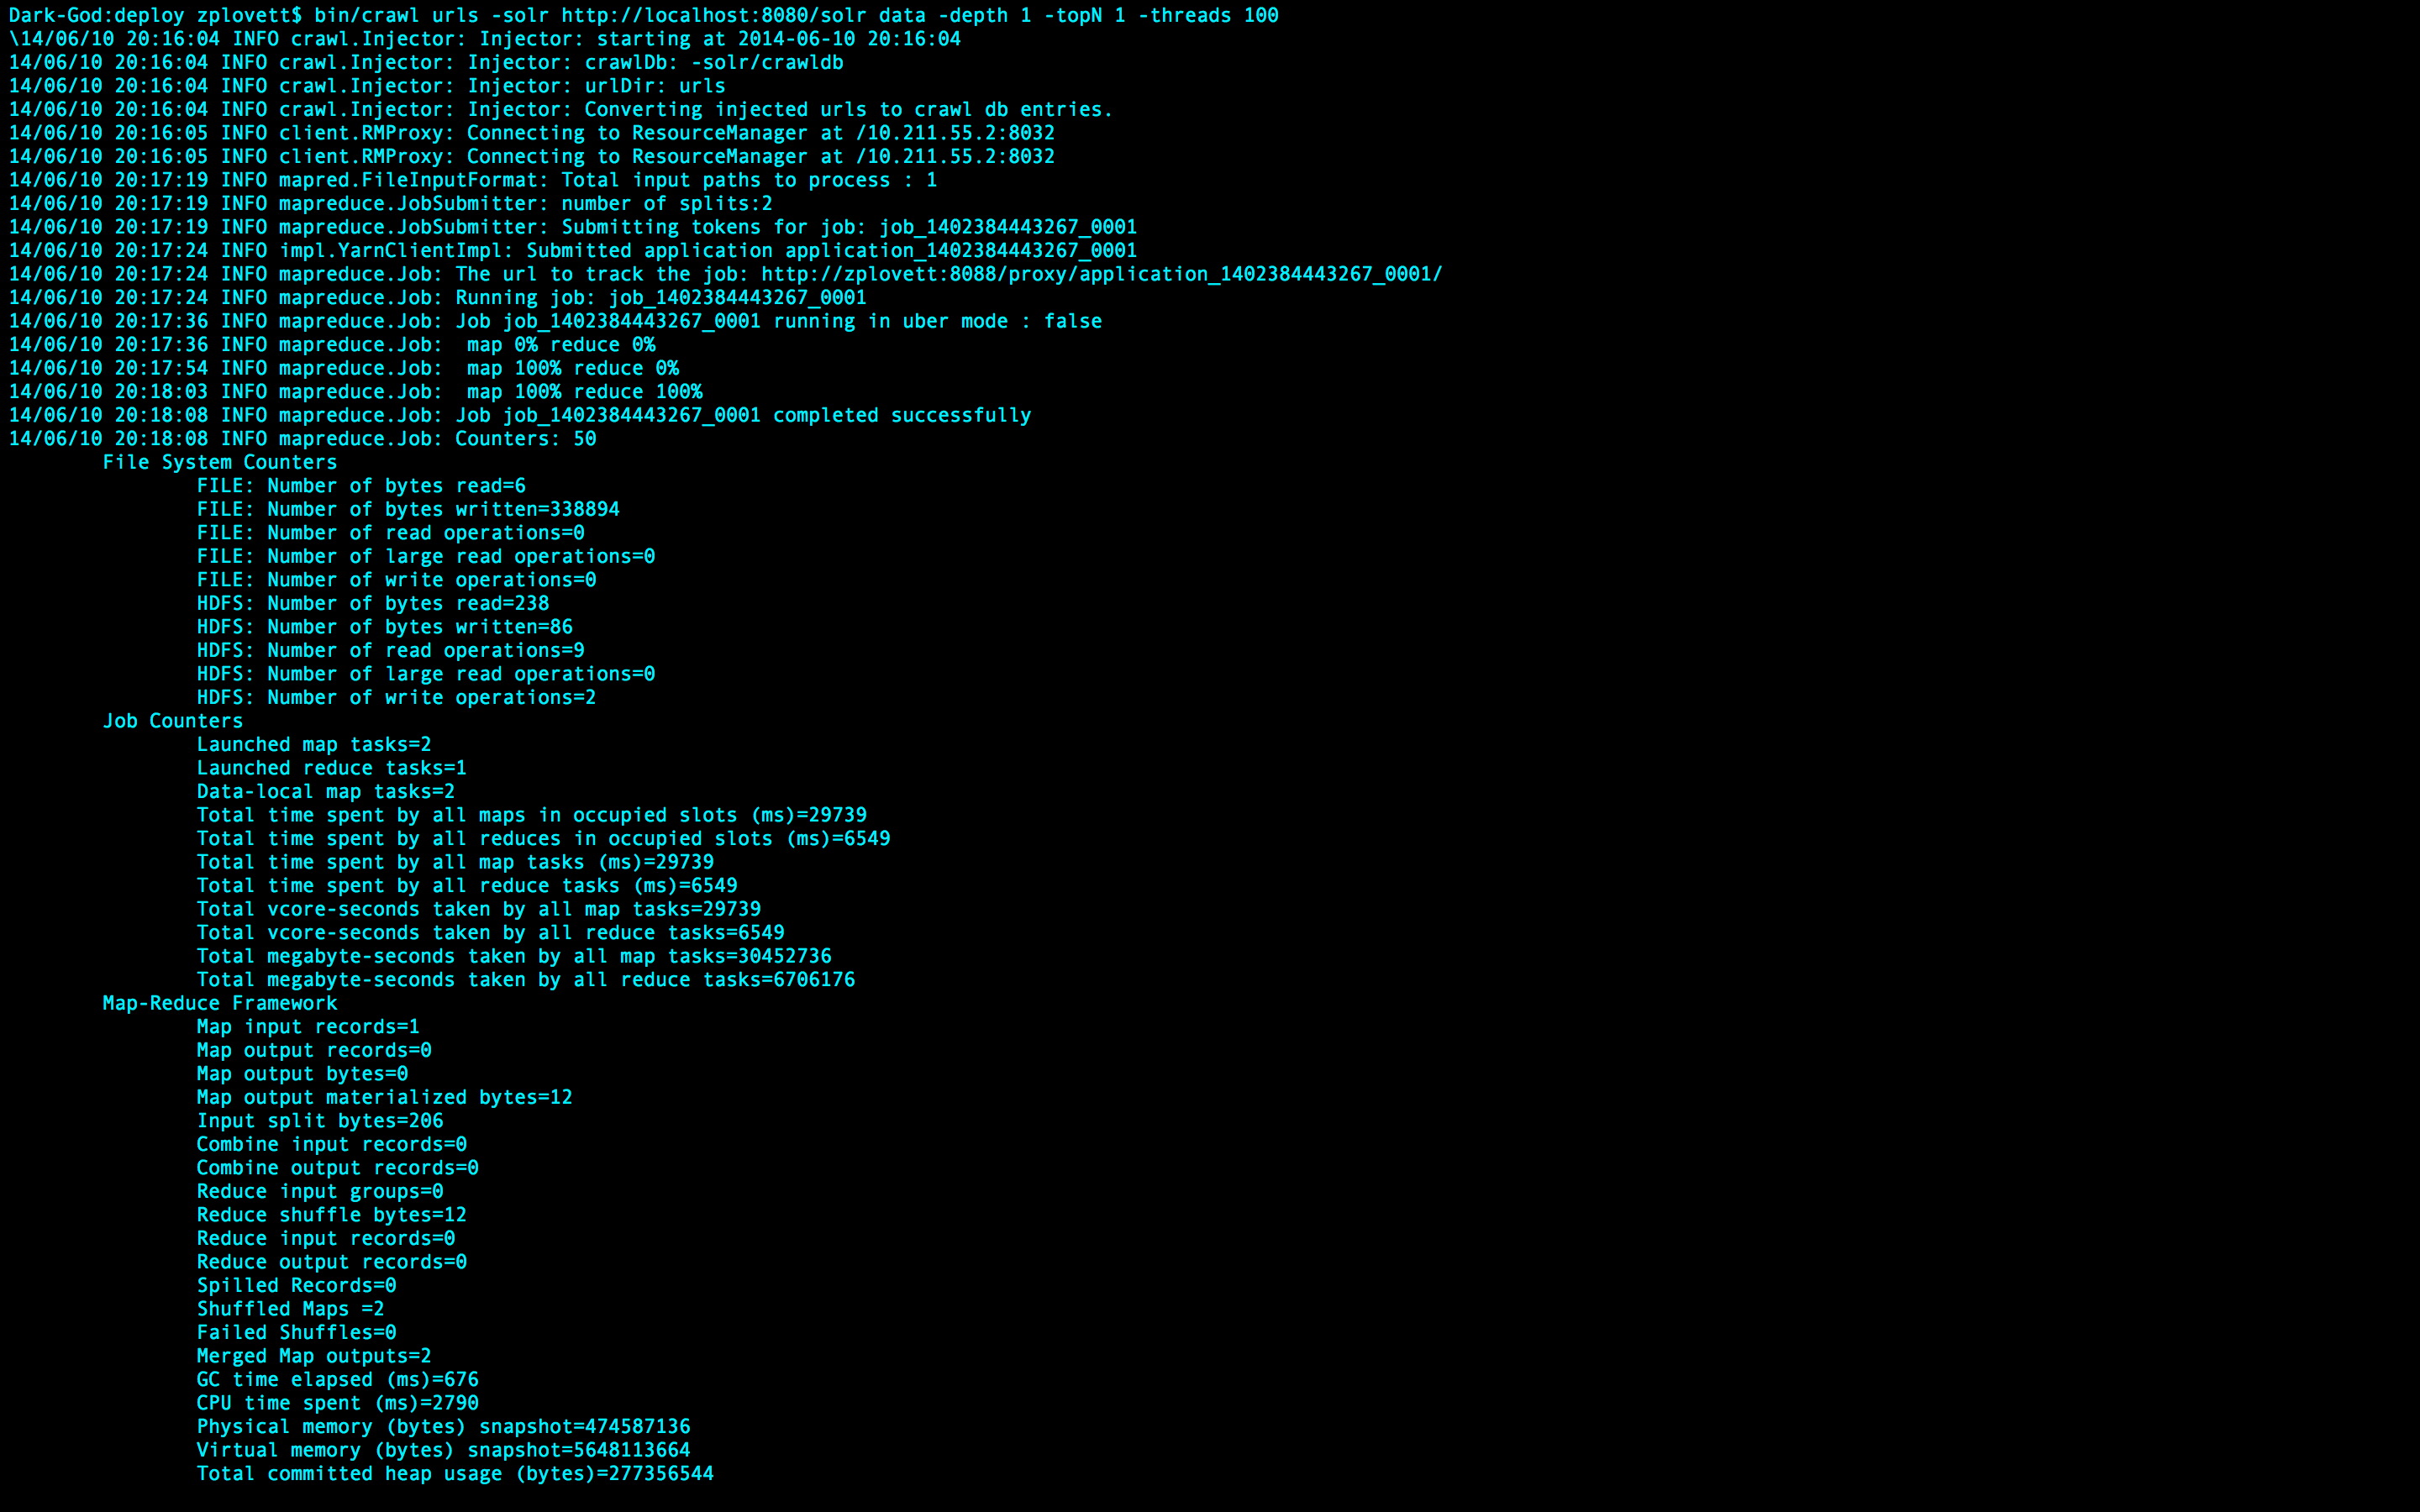 Dark-God:deploy zplovett$ bin/crawl urls -solr http://localhost:8080/solr data -depth 1 -topN 1 -threads 100
\14/06/10 20:16:04 INFO crawl.Injector: Injector: starting at 2014-06-10 20:16:04
14/06/10 20:16:04 INFO crawl.Injector: Injector: crawlDb: -solr/crawldb
14/06/10 20:16:04 INFO crawl.Injector: Injector: urlDir: urls
14/06/10 20:16:04 INFO crawl.Injector: Injector: Converting injected urls to crawl db entries.
14/06/10 20:16:05 INFO client.RMProxy: Connecting to ResourceManager at /10.211.55.2:8032
14/06/10 20:16:05 INFO client.RMProxy: Connecting to ResourceManager at /10.211.55.2:8032
14/06/10 20:17:19 INFO mapred.FileInputFormat: Total input paths to process : 1
14/06/10 20:17:19 INFO mapreduce.JobSubmitter: number of splits:2
14/06/10 20:17:19 INFO mapreduce.JobSubmitter: Submitting tokens for job: job_1402384443267_0001
14/06/10 20:17:24 INFO impl.YarnClientImpl: Submitted application application_1402384443267_0001
14/06/10 20:17:24 INFO mapreduce.Job: The url to track the job: http://zplovett:8088/proxy/application_1402384443267_0001/
14/06/10 20:17:24 INFO mapreduce.Job: Running job: job_1402384443267_0001
14/06/10 20:17:36 INFO mapreduce.Job: Job job_1402384443267_0001 running in uber mode : false
14/06/10 20:17:36 INFO mapreduce.Job:  map 0% reduce 0%
14/06/10 20:17:54 INFO mapreduce.Job:  map 100% reduce 0%
14/06/10 20:18:03 INFO mapreduce.Job:  map 100% reduce 100%
14/06/10 20:18:08 INFO mapreduce.Job: Job job_1402384443267_0001 completed successfully
14/06/10 20:18:08 INFO mapreduce.Job: Counters: 50
File System Counters
FILE: Number of bytes read=6
FILE: Number of bytes written=338894
FILE: Number of read operations=0
FILE: Number of large read operations=0
FILE: Number of write operations=0
HDFS: Number of bytes read=238
HDFS: Number of bytes written=86
HDFS: Number of read operations=9
HDFS: Number of large read operations=0
HDFS: Number of write operations=2
Job Counters
Launched map tasks=2
Launched reduce tasks=1
Data-local map tasks=2
Total time spent by all maps in occupied slots (ms)=29739
Total time spent by all reduces in occupied slots (ms)=6549
Total time spent by all map tasks (ms)=29739
Total time spent by all reduce tasks (ms)=6549
Total vcore-seconds taken by all map tasks=29739
Total vcore-seconds taken by all reduce tasks=6549
Total megabyte-seconds taken by all map tasks=30452736
Total megabyte-seconds taken by all reduce tasks=6706176
Map-Reduce Framework
Map input records=1
Map output records=0
Map output bytes=0
Map output materialized bytes=12
Input split bytes=206
Combine input records=0
Combine output records=0
Reduce input groups=0
Reduce shuffle bytes=12
Reduce input records=0
Reduce output records=0
Spilled Records=0
Shuffled Maps =2
Failed Shuffles=0
Merged Map outputs=2
GC time elapsed (ms)=676
CPU time spent (ms)=2790
Physical memory (bytes) snapshot=474587136
Virtual memory (bytes) snapshot=5648113664
Total committed heap usage (bytes)=277356544